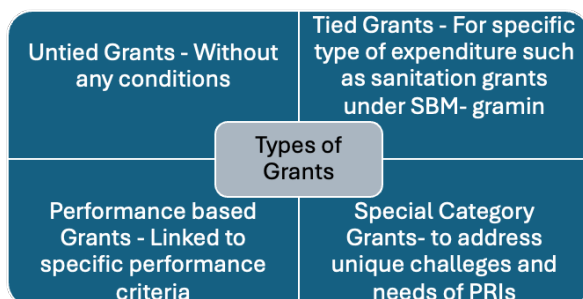 Untied Grants - Without
any conditions
Tied Grants - For specific
type of expenditure such
as sanitation grants
under SBM- gramin
Types of
Grants
Performance based
Grants - Linked to
specific performance
criteria
Special Category
Grants- to address
unique challeges and
needs of PRIs